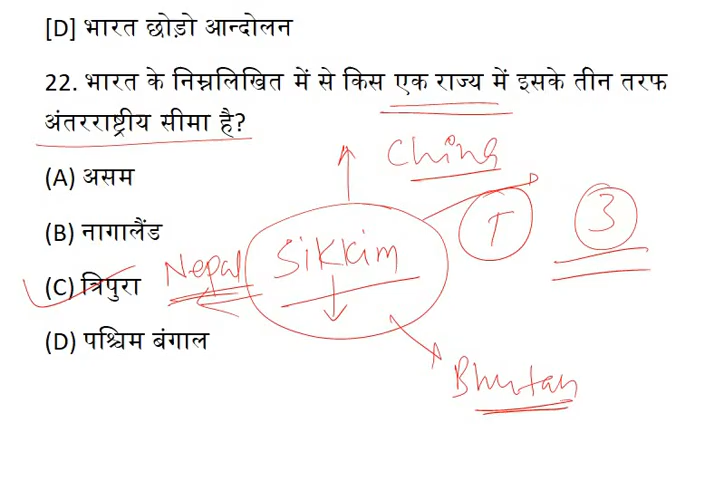 [D] भारत छोड़ो आन्दोलन
22. भारत के निम्नलिखित में से किस एक राज्य में इसके तीन तरफ
अंतरराष्ट्रीय सीमा है?
China
(A) असम
T
3
(B) नागालैंड
Nepal
Sikkim
(C) त्रिपुरा
(D) पश्चिम बंगाल
Bhutan